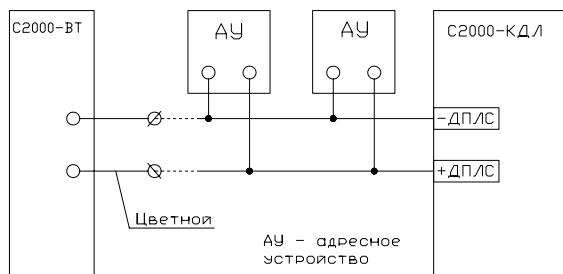 С2000-ВТ
АУ
АУ
С2000-КДЛ
-ДПЛС
+ДПЛС
Цветной
АУ - адресное
устройство